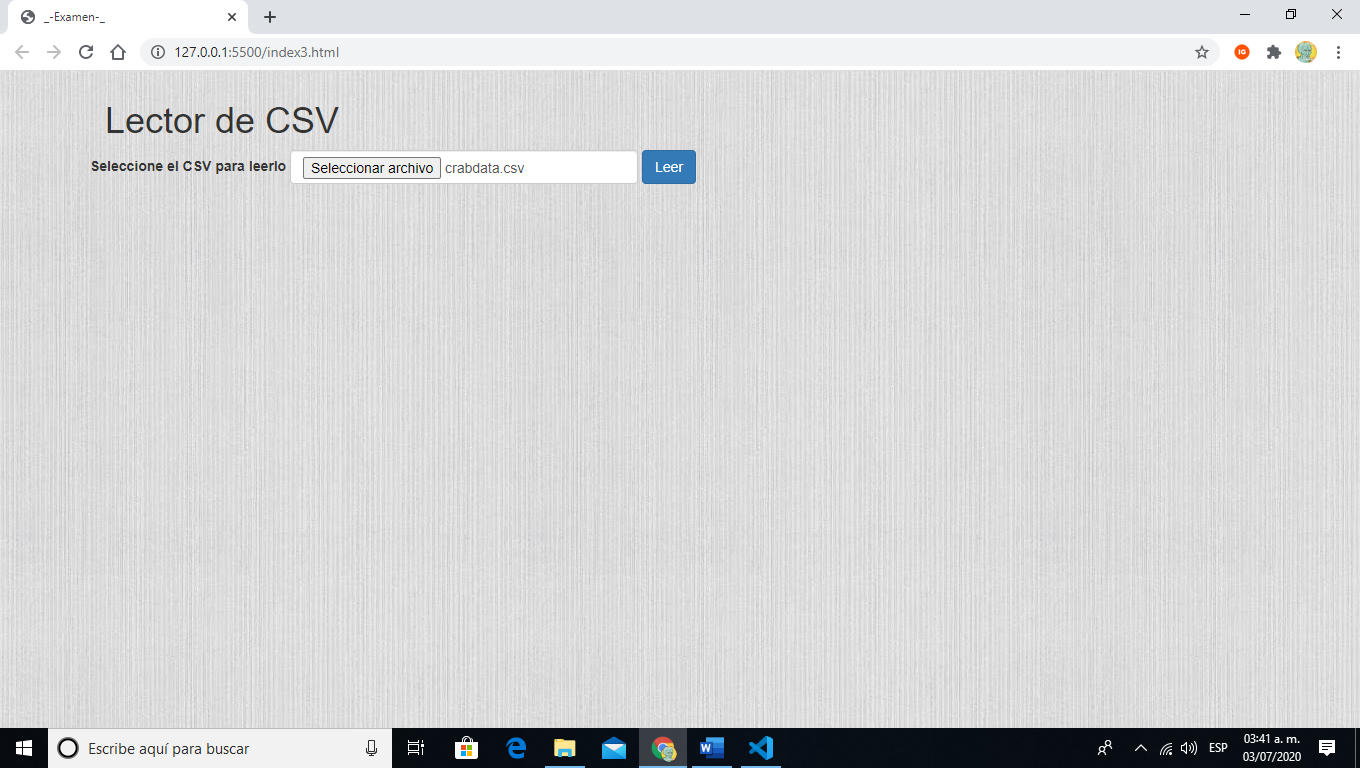 _-Examen-_
127.0.0.1:5500/index3.html
IG
Lector de CSV
Seleccione el CSV para leerlo Seleccionar archivo crabdata.csv Leer
Escribe aquí para buscar
ESP
03:41 a. m.
03/07/2020